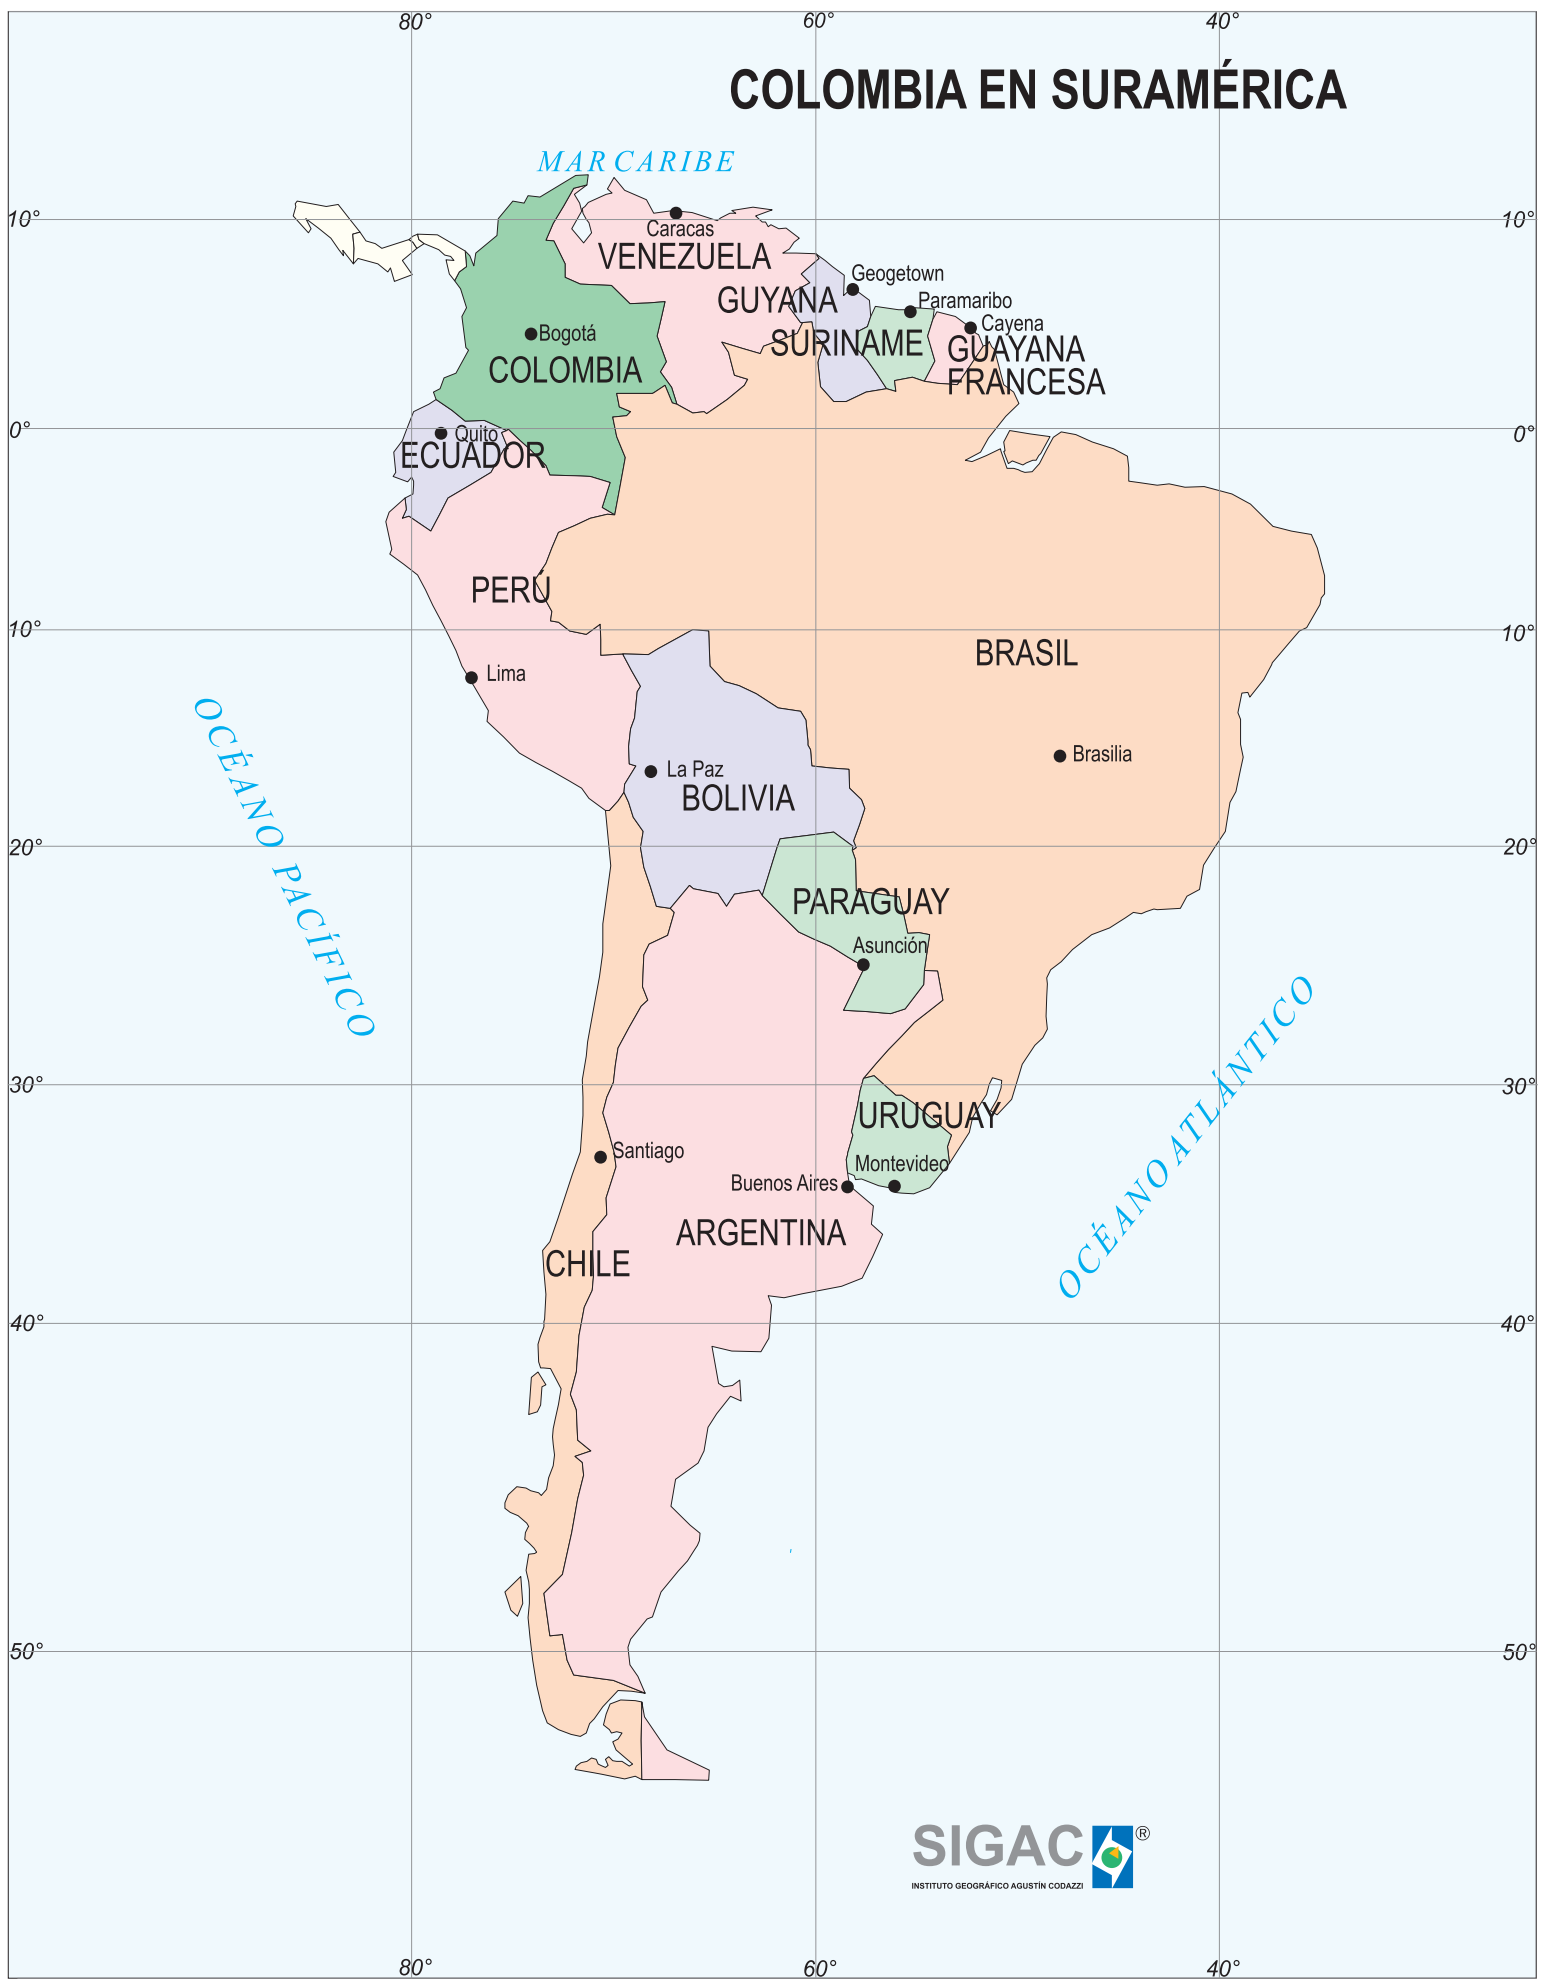 80°
60°
40°
COLOMBIA EN SURAMÉRICA
MAR CARIBE
10°
10°
Caracas
VENEZUELA
Geogetown
GUYANA
Paramaribo
Cayena
Bogotá
SURINAME
GUAYANA
FRANCESA
COLOMBIA
0°
0°
Quito
ECUADOR
PERÚ
10°
10°
BRASIL
Lima
OCÉANO PACÍFICO
Brasilia
La Paz
BOLIVIA
20°
20°
PARAGUAY
Asunción
OCÉANO ATLÁNTICO
30°
30°
URUGUAY
Santiago
Montevideo
Buenos Aires
ARGENTINA
CHILE
40°
40°
50°
50°
SIGAC ®
INSTITUTO GEOGRÁFICO AGUSTÍN CODAZZI
80°
60°
40°